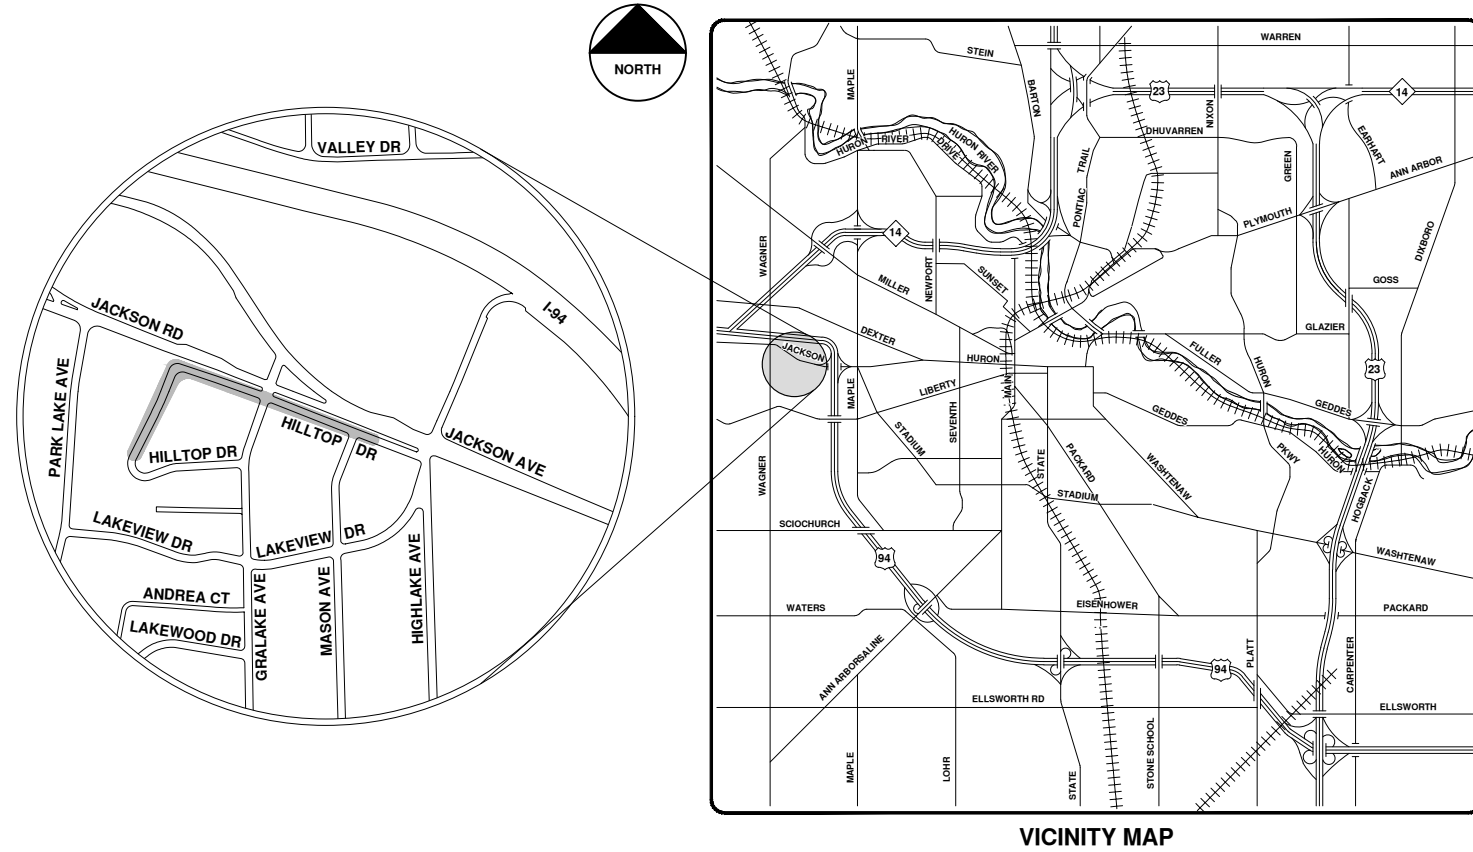 NORTH
VALLEY DR
I-94
JACKSON RD
PARK LAKE AVE
HILLTOP DR
HILLTOP DR
JACKSON AVE
LAKEVIEW DR
LAKEVIEW DR
ANDREA CT
LAKEWOOD DR
GRALAKE AVE
MASON AVE
HIGHLAKE AVE
WARREN
STEIN
MAPLE
BARTON
23
14
NIXON
DHUVARREN
EARHART
HURON RIVER DRIVE
HURON RIVER
PONTIAC TRAIL
GREEN
ANN ARBOR
PLYMOUTH
DIXBORO
WAGNER
14
NEWPORT
MILLER
SUNSET
GOSS
DEXTER
GLAZIER
JACKSON
HURON
FULLER
HURON
23
MAPLE
LIBERTY
MAIN
GEDDES
GEDDES
SEVENTH
STADIUM
STATE
PACKARD
WASHTENAW
PKWY
HURON
WAGNER
STADIUM
HOGBACK
SCIOCHURCH
94
WASHTENAW
WATERS
EISENHOWER
PACKARD
ANN ARBORSALINE
PLATT
CARPENTER
94
ELLSWORTH RD
ELLSWORTH
MAPLE
LOHR
STATE
STONE SCHOOL
VICINITY MAP